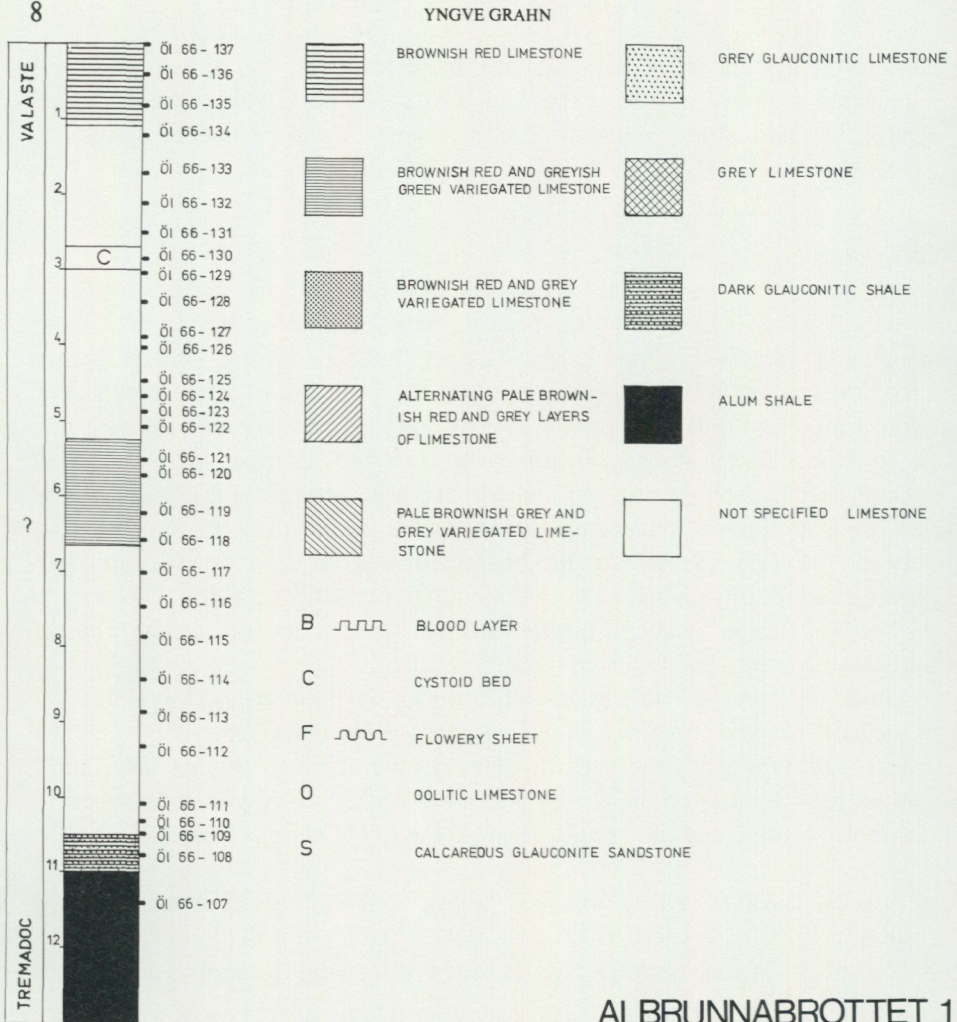 8
YNGVE GRAHN
VALASTE
?
TREMADOC
1
2
3
4
5
6
7
8
9
10
11
12
C
Öl 66-137
Öl 66-136
Öl 66-135
Öl 66-134
Öl 66-133
Öl 66-132
Öl 66-131
Öl 66-130
Öl 66-129
Öl 66-128
Öl 66-127
Öl 66-126
Öl 66-125
Öl 66-124
Öl 66-123
Öl 66-122
Öl 66-121
Öl 66-120
Öl 66-119
Öl 66-118
Öl 66-117
Öl 66-116
Öl 66-115
Öl 66-114
Öl 66-113
Öl 66-112
Öl 66-111
Öl 66-110
Öl 66-109
Öl 66-108
Öl 66-107
BROWNISH RED LIMESTONE
BROWNISH RED AND GREYISH
GREEN VARIEGATED LIMESTONE
BROWNISH RED AND GREY
VARIEGATED LIMESTONE
ALTERNATING PALE BROWN-
ISH RED AND GREY LAYERS
OF LIMESTONE
PALE BROWNISH GREY AND
GREY VARIEGATED LIME-
STONE
GREY GLAUCONITIC LIMESTONE
GREY LIMESTONE
DARK GLAUCONITIC SHALE
ALUM SHALE
NOT SPECIFIED LIMESTONE
B BLOOD LAYER
C CYSTOID BED
F FLOWERY SHEET
O OOLITIC LIMESTONE
S CALCAREOUS GLAUCONITE SANDSTONE
ALBRUNNABROTTET 1